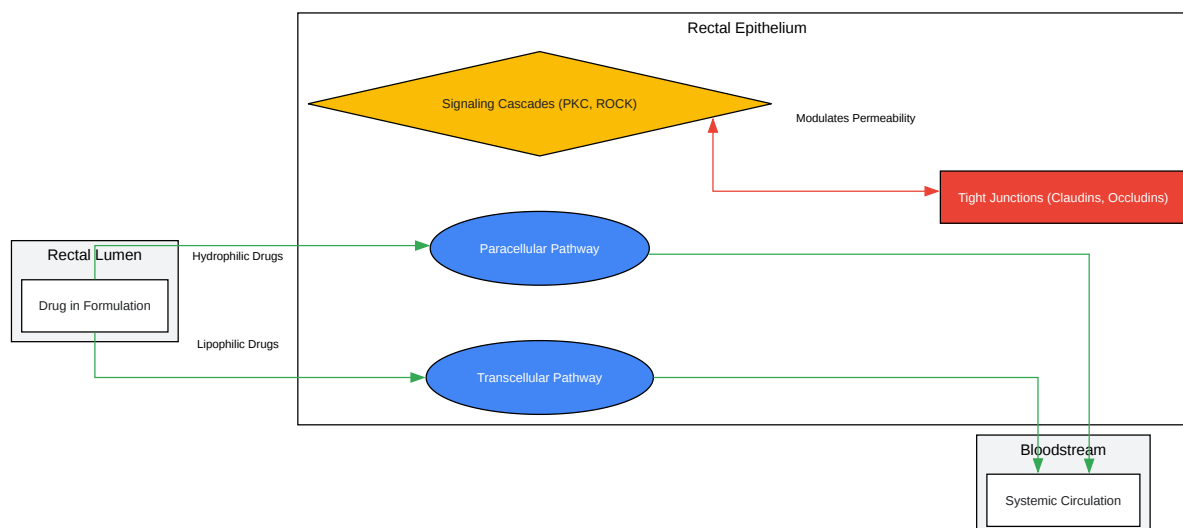 Rectal Epithelium
Signaling Cascades (PKC, ROCK)
Modulates Permeability
Tight Junctions (Claudins, Occludins)
Rectal Lumen
Hydrophilic Drugs
Paracellular Pathway
Drug in Formulation
Lipophilic Drugs
Transcellular Pathway
Bloodstream
Systemic Circulation